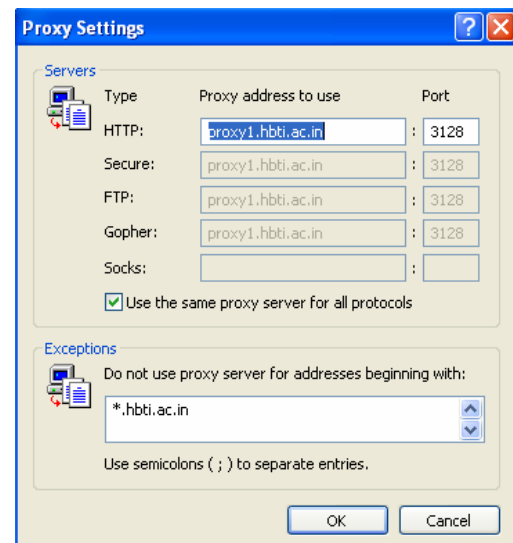 Proxy Settings
Servers
Type Proxy address to use Port
HTTP: proxy1.hbti.ac.in : 3128
Secure: proxy1.hbti.ac.in : 3128
FTP: proxy1.hbti.ac.in : 3128
Gopher: proxy1.hbti.ac.in : 3128
Socks: :
Use the same proxy server for all protocols
Exceptions
Do not use proxy server for addresses beginning with:
*.hbti.ac.in
Use semicolons ( ; ) to separate entries.
OK Cancel